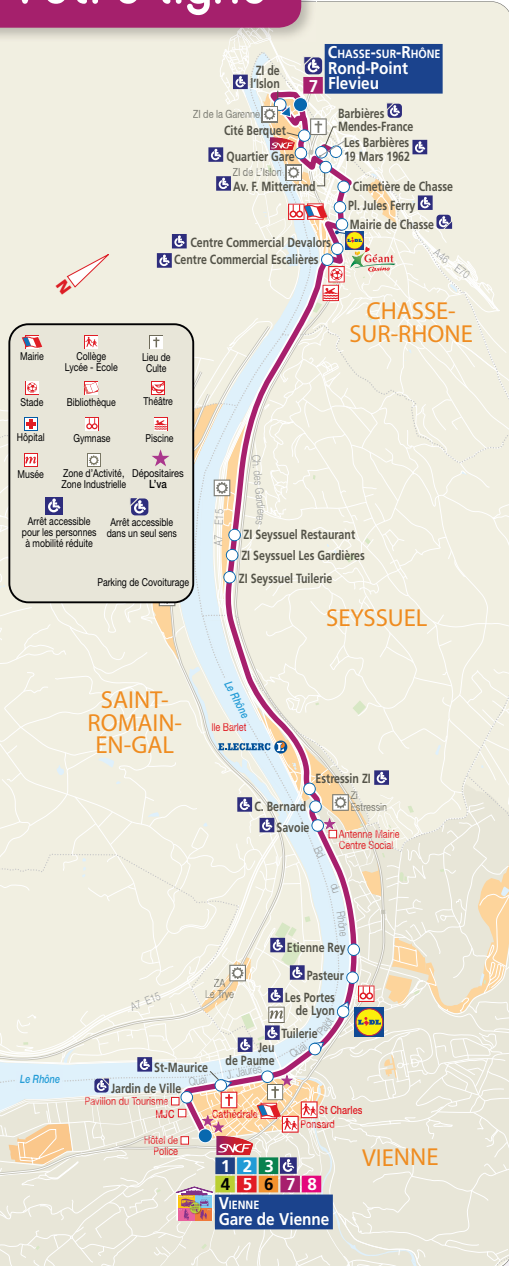 votre ligne
CHASSE-SUR-RHÔNE
Rond-Point
Flevieu
7
ZI de
l'Islon
ZI de la Garenne
Cité Berquet
Barbières
Mendes-France
Les Barbières
19 Mars 1962
SNCF
Quartier Gare
ZI de L'Islon
Av. F. Mitterrand
Cimetière de Chasse
Pl. Jules Ferry
Mairie de Chasse
Centre Commercial Devalors
LIDL
Centre Commercial Escalières
Géant
Casino
A46 E70
N
CHASSE-
SUR-RHONE
Mairie
Collège
Lycée - École
Lieu de
Culte
Stade
Bibliothèque
Théâtre
Hôpital
Gymnase
Piscine
m
Musée
Zone d'Activité,
Zone Industrielle
Dépositaires
L'va
Arrêt accessible
pour les personnes
à mobilité réduite
Arrêt accessible
dans un seul sens
Parking de Covoiturage
A7 E15
Ch. des Gardières
ZI Seyssuel Restaurant
ZI Seyssuel Les Gardières
ZI Seyssuel Tuilerie
SEYSSUEL
SAINT-
ROMAIN-
EN-GAL
Le Rhône
Ile Barlet
E.LECLERC L
Estressin ZI
C. Bernard
ZI
Estressin
Savoie
Antenne Mairie
Centre Social
Bd du Rhône
Etienne Rey
Pasteur
ZA
Le Trye
A7 E15
Les Portes
de Lyon
m
LIDL
Tuilerie
Quai Pajot
Jeu
de Paume
St-Maurice
Le Rhône
Quai J. Jaurès
Jardin de Ville
Pavillon du Tourisme
MJC
Cathédrale
St Charles
Ponsard
Hôtel de
Police
SNCF
1 2 3
4 5 6 7 8
VIENNE
VIENNE
Gare de Vienne